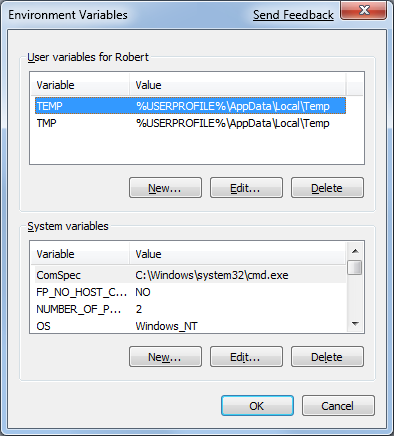 Environment Variables Send Feedback
User variables for Robert
Variable Value
TEMP %USERPROFILE%\AppData\Local\Temp
TMP %USERPROFILE%\AppData\Local\Temp
New... Edit... Delete
System variables
Variable Value
ComSpec C:\Windows\system32\cmd.exe
FP_NO_HOST_C... NO
NUMBER_OF_P... 2
OS Windows_NT
New... Edit... Delete
OK Cancel